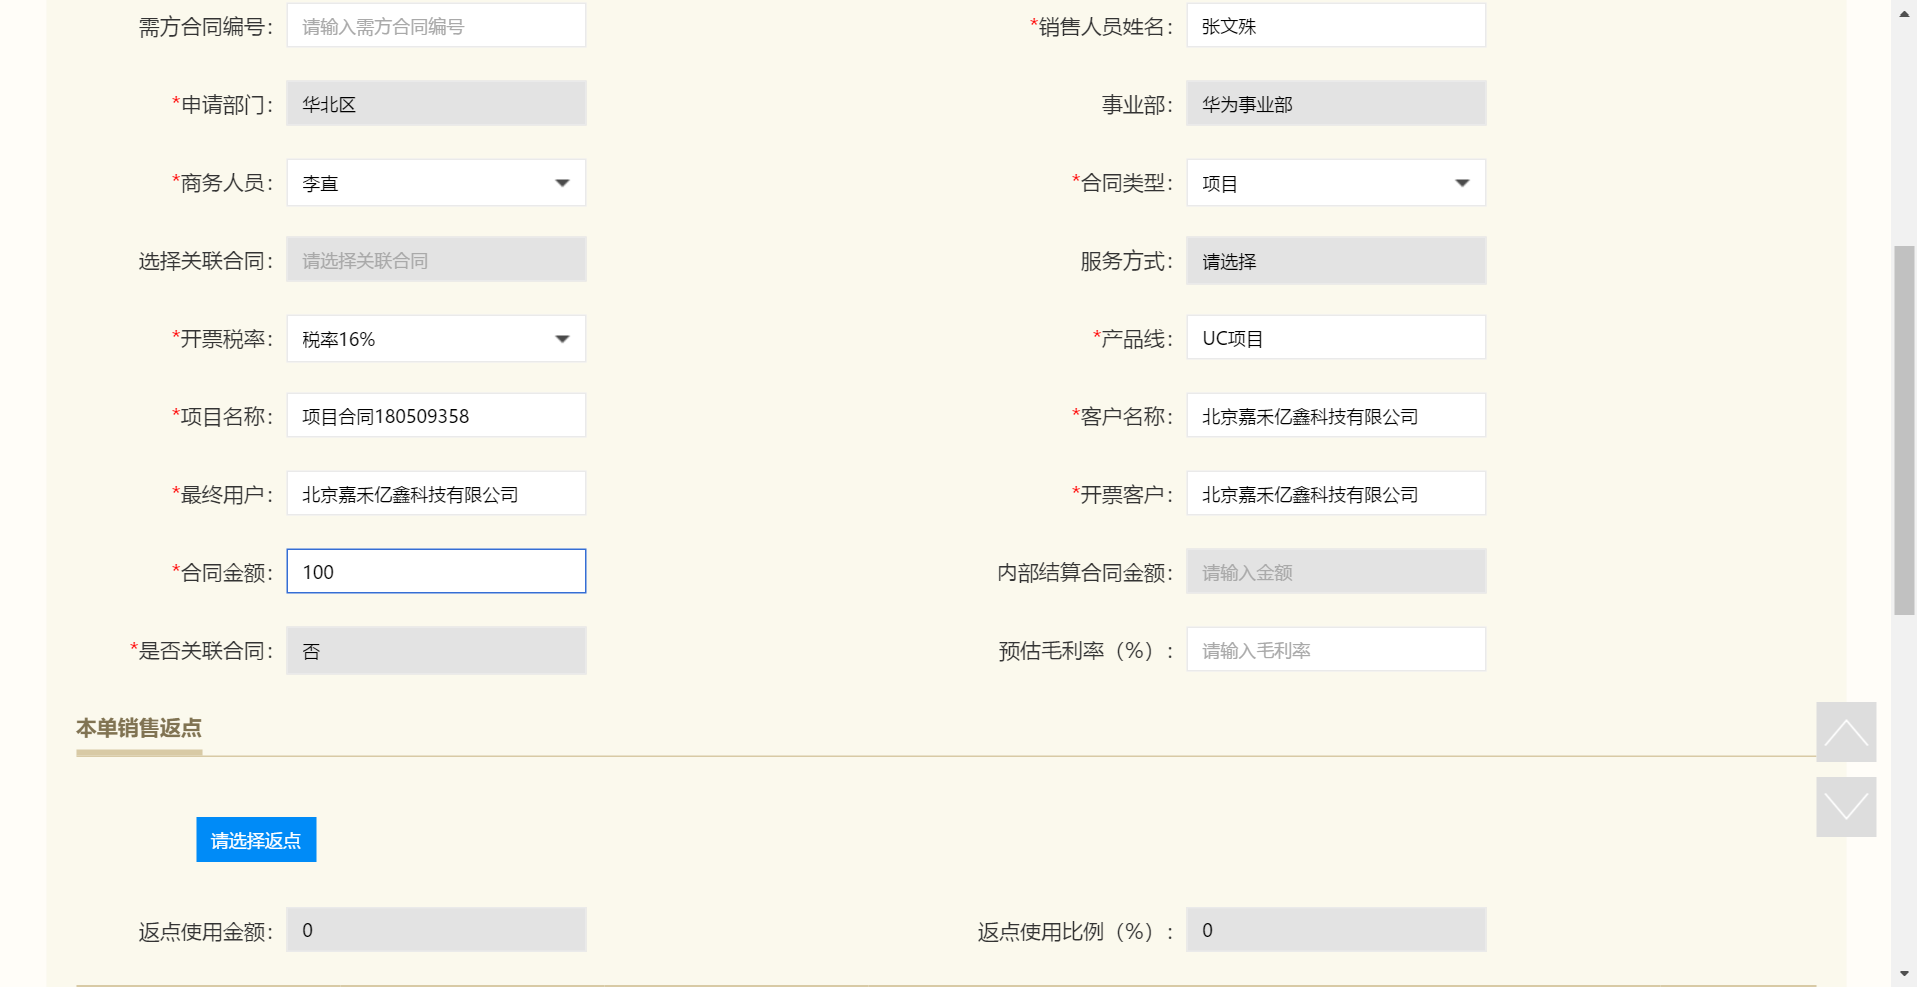 需方合同编号： 请输入需方合同编号 *销售人员姓名： 张文殊
*申请部门： 华北区 事业部： 华为事业部
*商务人员： 李直 *合同类型： 项目
选择关联合同： 请选择关联合同 服务方式： 请选择
*开票税率： 税率16% *产品线： UC项目
*项目名称： 项目合同180509358 *客户名称： 北京嘉禾亿鑫科技有限公司
*最终用户： 北京嘉禾亿鑫科技有限公司 *开票客户： 北京嘉禾亿鑫科技有限公司
*合同金额： 100 内部结算合同金额： 请输入金额
*是否关联合同： 否 预估毛利率（%）： 请输入毛利率
本单销售返点
请选择返点
返点使用金额： 0 返点使用比例（%）： 0